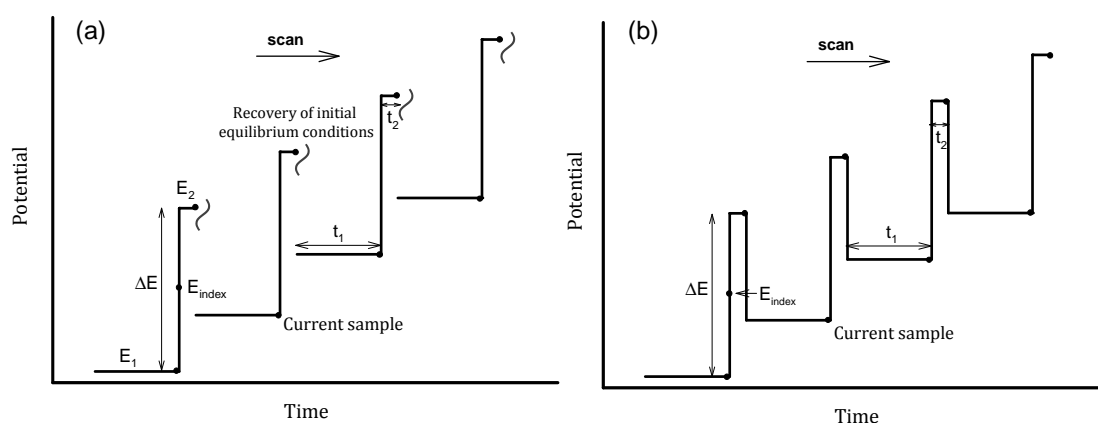 (a)
scan
Recovery of initial
equilibrium conditions
t2
E2
t1
ΔE
Eindex
Current sample
E1
Potential
Time
(b)
scan
t2
t1
ΔE
Eindex
Current sample
Potential
Time